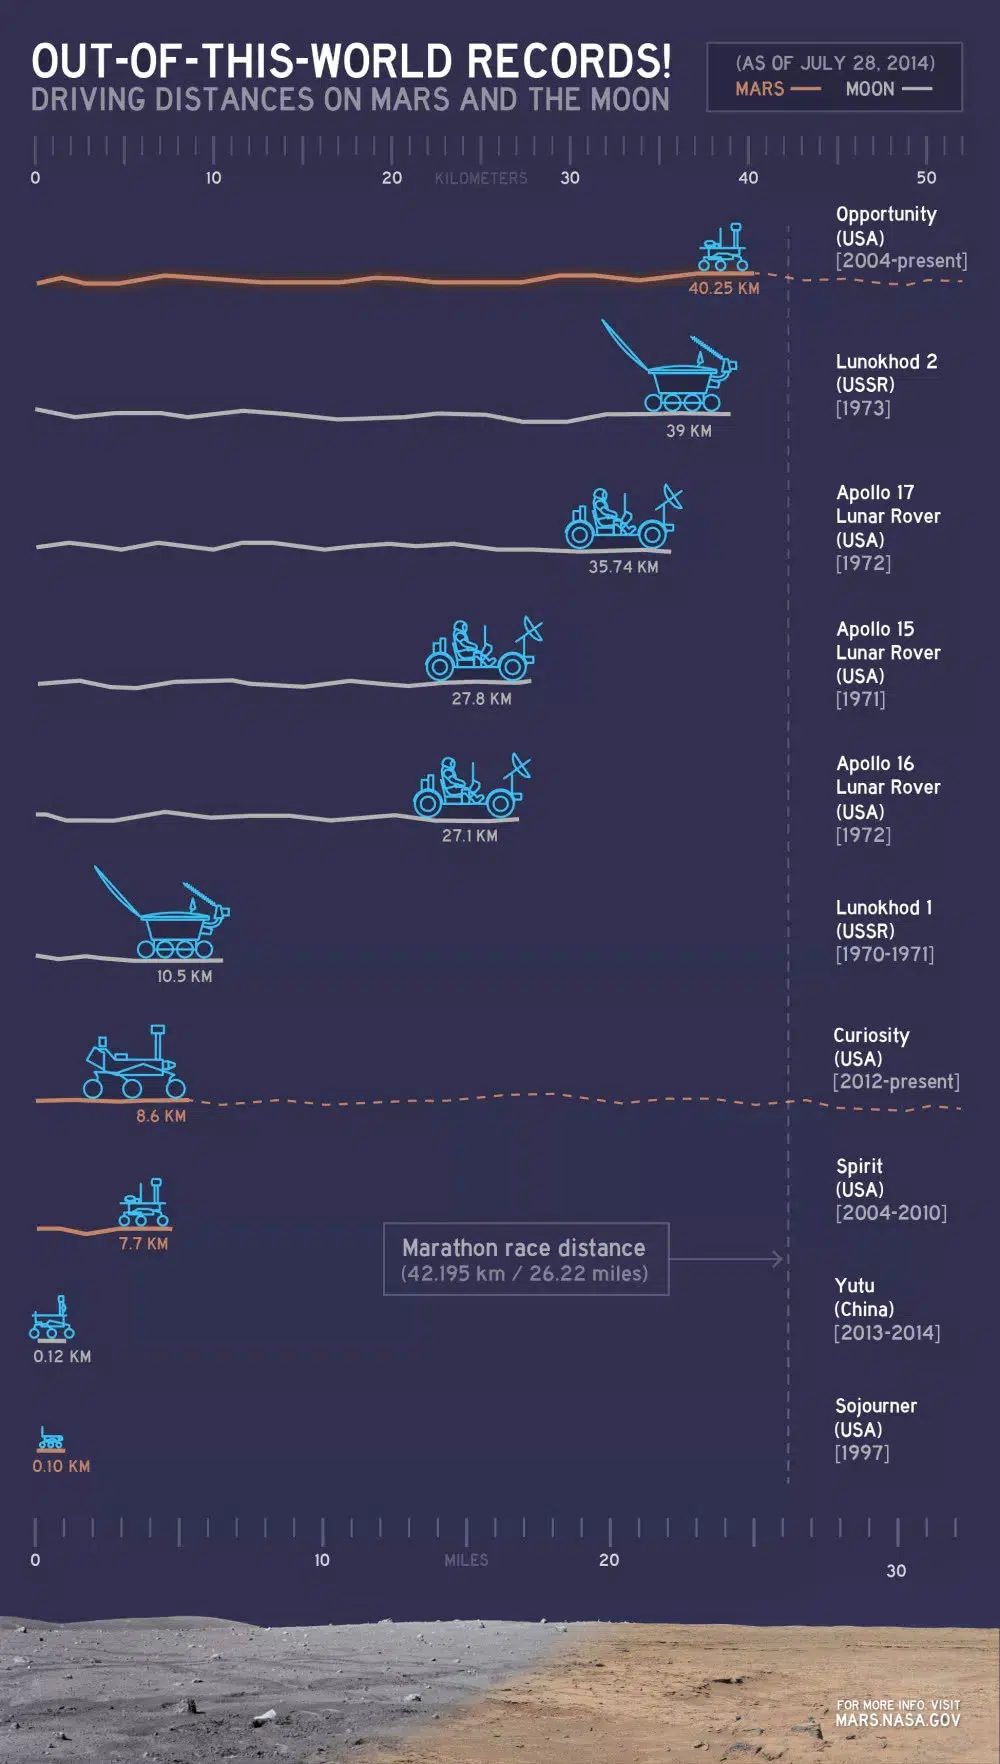 OUT-OF-THIS-WORLD RECORDS!
DRIVING DISTANCES ON MARS AND THE MOON
(AS OF JULY 28, 2014)
MARS MOON
0 10 20 KILOMETERS 30 40 50
Opportunity
(USA)
[2004-present]
40.25 KM
Lunokhod 2
(USSR)
[1973]
39 KM
Apollo 17
Lunar Rover
(USA)
[1972]
35.74 KM
Apollo 15
Lunar Rover
(USA)
[1971]
27.8 KM
Apollo 16
Lunar Rover
(USA)
[1972]
27.1 KM
Lunokhod 1
(USSR)
[1970-1971]
10.5 KM
Curiosity
(USA)
[2012-present]
8.6 KM
Spirit
(USA)
[2004-2010]
7.7 KM
Marathon race distance
(42.195 km / 26.22 miles)
Yutu
(China)
[2013-2014]
0.12 KM
Sojourner
(USA)
[1997]
0.10 KM
0 10 MILES 20 30
FOR MORE INFO, VISIT
MARS.NASA.GOV